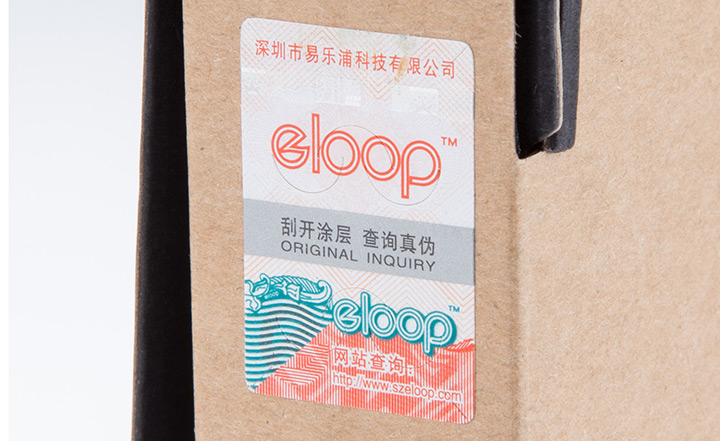 深圳市易乐浦科技有限公司
eloop™
刮开涂层 查询真伪
ORIGINAL INQUIRY
eloop™
网站查询：
http://www.szeloop.com